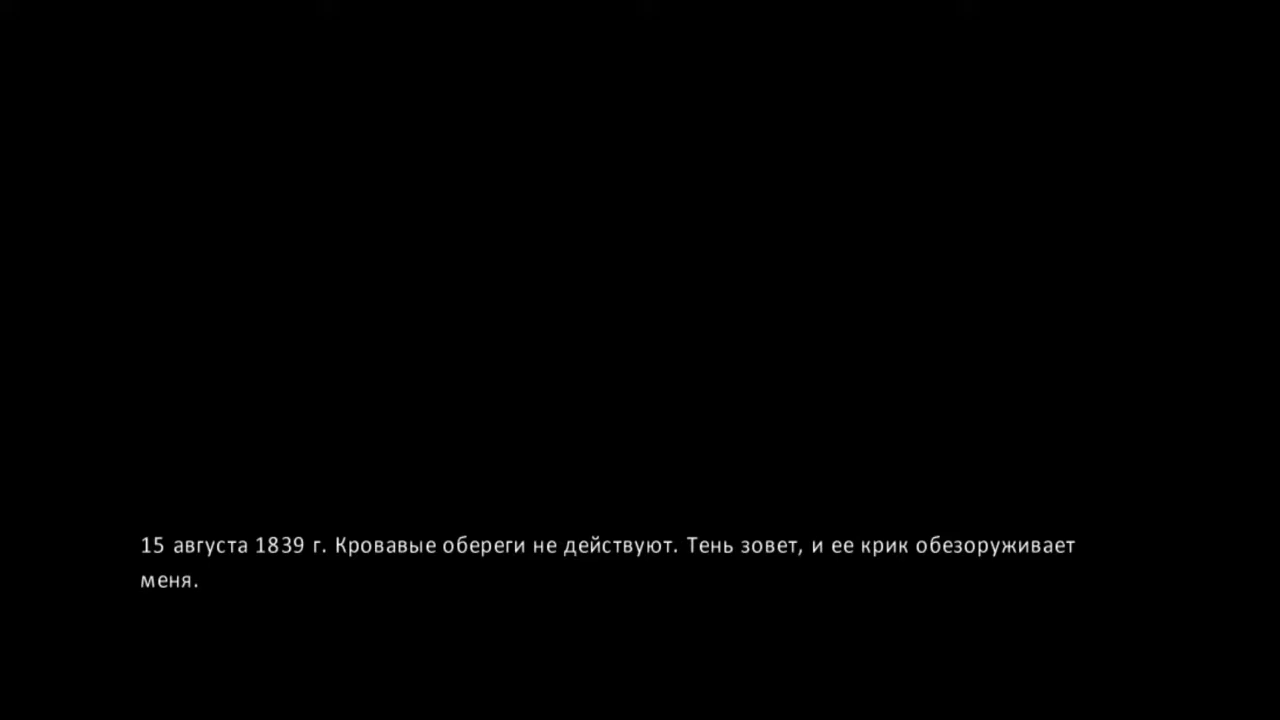 15 августа 1839 г. Кровавые обереги не действуют. Тень зовет, и ее крик обезоруживает
меня.